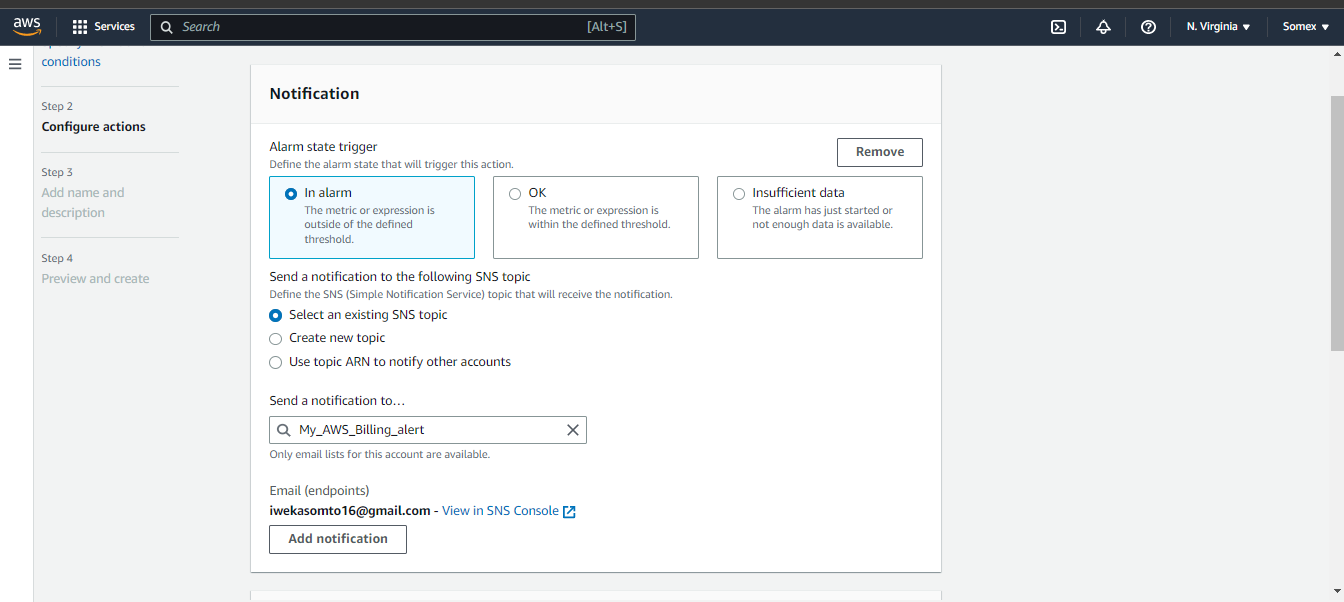 aws
Services
Search
[Alt+S]
N. Virginia
Somex
conditions
Step 2
Configure actions
Step 3
Add name and
description
Step 4
Preview and create
Notification
Alarm state trigger
Define the alarm state that will trigger this action.
Remove
In alarm
The metric or expression is
outside of the defined
threshold.
OK
The metric or expression is
within the defined threshold.
Insufficient data
The alarm has just started or
not enough data is available.
Send a notification to the following SNS topic
Define the SNS (Simple Notification Service) topic that will receive the notification.
Select an existing SNS topic
Create new topic
Use topic ARN to notify other accounts
Send a notification to…
My_AWS_Billing_alert
Only email lists for this account are available.
Email (endpoints)
iwekasomto16@gmail.com - View in SNS Console
Add notification